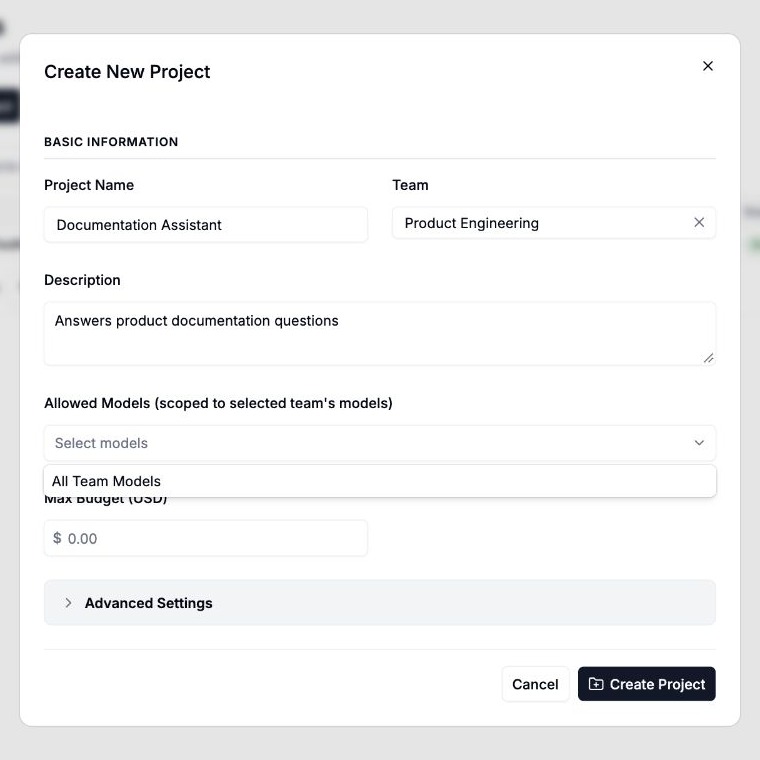 Create New Project
BASIC INFORMATION
Project Name
Team
Documentation Assistant
Product Engineering
Description
Answers product documentation questions
Allowed Models (scoped to selected team's models)
Select models
All Team Models
Max Budget (USD)
$ 0.00
Advanced Settings
Cancel
Create Project